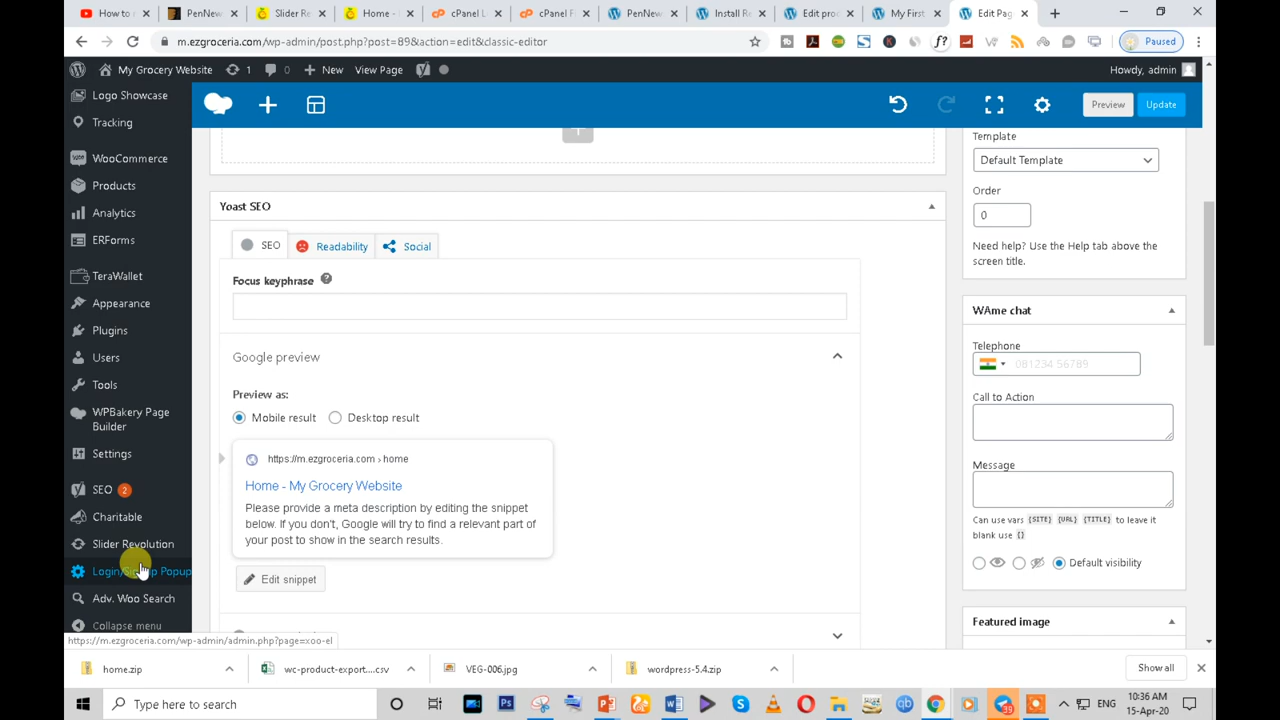 How to m
PenNew
Slider Re
Home -
cPanel L
cPanel F
PenNew
Install Re
Edit proc
My First
Edit Pag
m.ezgroceria.com/wp-admin/post.php?post=89&action=edit&classic-editor
Paused
My Grocery Website
1
0
New
View Page
Howdy, admin
Logo Showcase
Tracking
WooCommerce
Products
Analytics
ERForms
TeraWallet
Appearance
Plugins
Users
Tools
WPBakery Page
Builder
Settings
SEO 2
Charitable
Slider Revolution
Login/Signup Popup
Adv. Woo Search
Collapse menu
https://m.ezgroceria.com/wp-admin/admin.php?page=xoo-el
Preview
Update
Yoast SEO
SEO
Readability
Social
Focus keyphrase
Google preview
Preview as:
Mobile result
Desktop result
https://m.ezgroceria.com › home
Home - My Grocery Website
Please provide a meta description by editing the snippet
below. If you don't, Google will try to find a relevant part of
your post to show in the search results.
Edit snippet
Template
Default Template
Order
0
Need help? Use the Help tab above the
screen title.
WAme chat
Telephone
081234 56789
Call to Action
Message
Can use vars {SITE} {URL} {TITLE} to leave it
blank use {}
Default visibility
Featured image
home.zip
wc-product-export....csv
VEG-006.jpg
wordpress-5.4.zip
Show all
Type here to search
39
ENG
10:36 AM
15-Apr-20